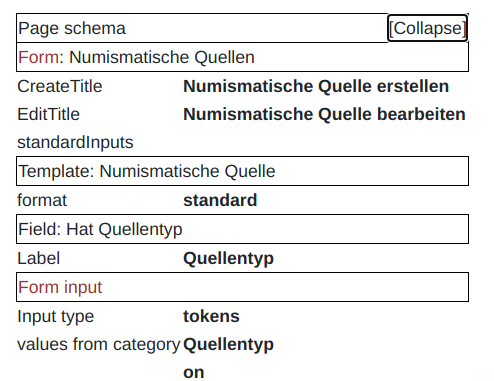 Page schema [Collapse]
Form: Numismatische Quellen
CreateTitle Numismatische Quelle erstellen
EditTitle Numismatische Quelle bearbeiten
standardInputs
Template: Numismatische Quelle
format standard
Field: Hat Quellentyp
Label Quellentyp
Form input
Input type tokens
values from category Quellentyp
on